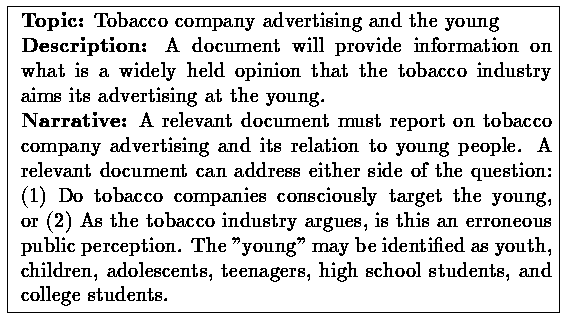 Topic: Tobacco company advertising and the young
Description: A document will provide information on
what is a widely held opinion that the tobacco industry
aims its advertising at the young.
Narrative: A relevant document must report on tobacco
company advertising and its relation to young people. A
relevant document can address either side of the question:
(1) Do tobacco companies consciously target the young,
or (2) As the tobacco industry argues, is this an erroneous
public perception. The ”young” may be identified as youth,
children, adolescents, teenagers, high school students, and
college students.